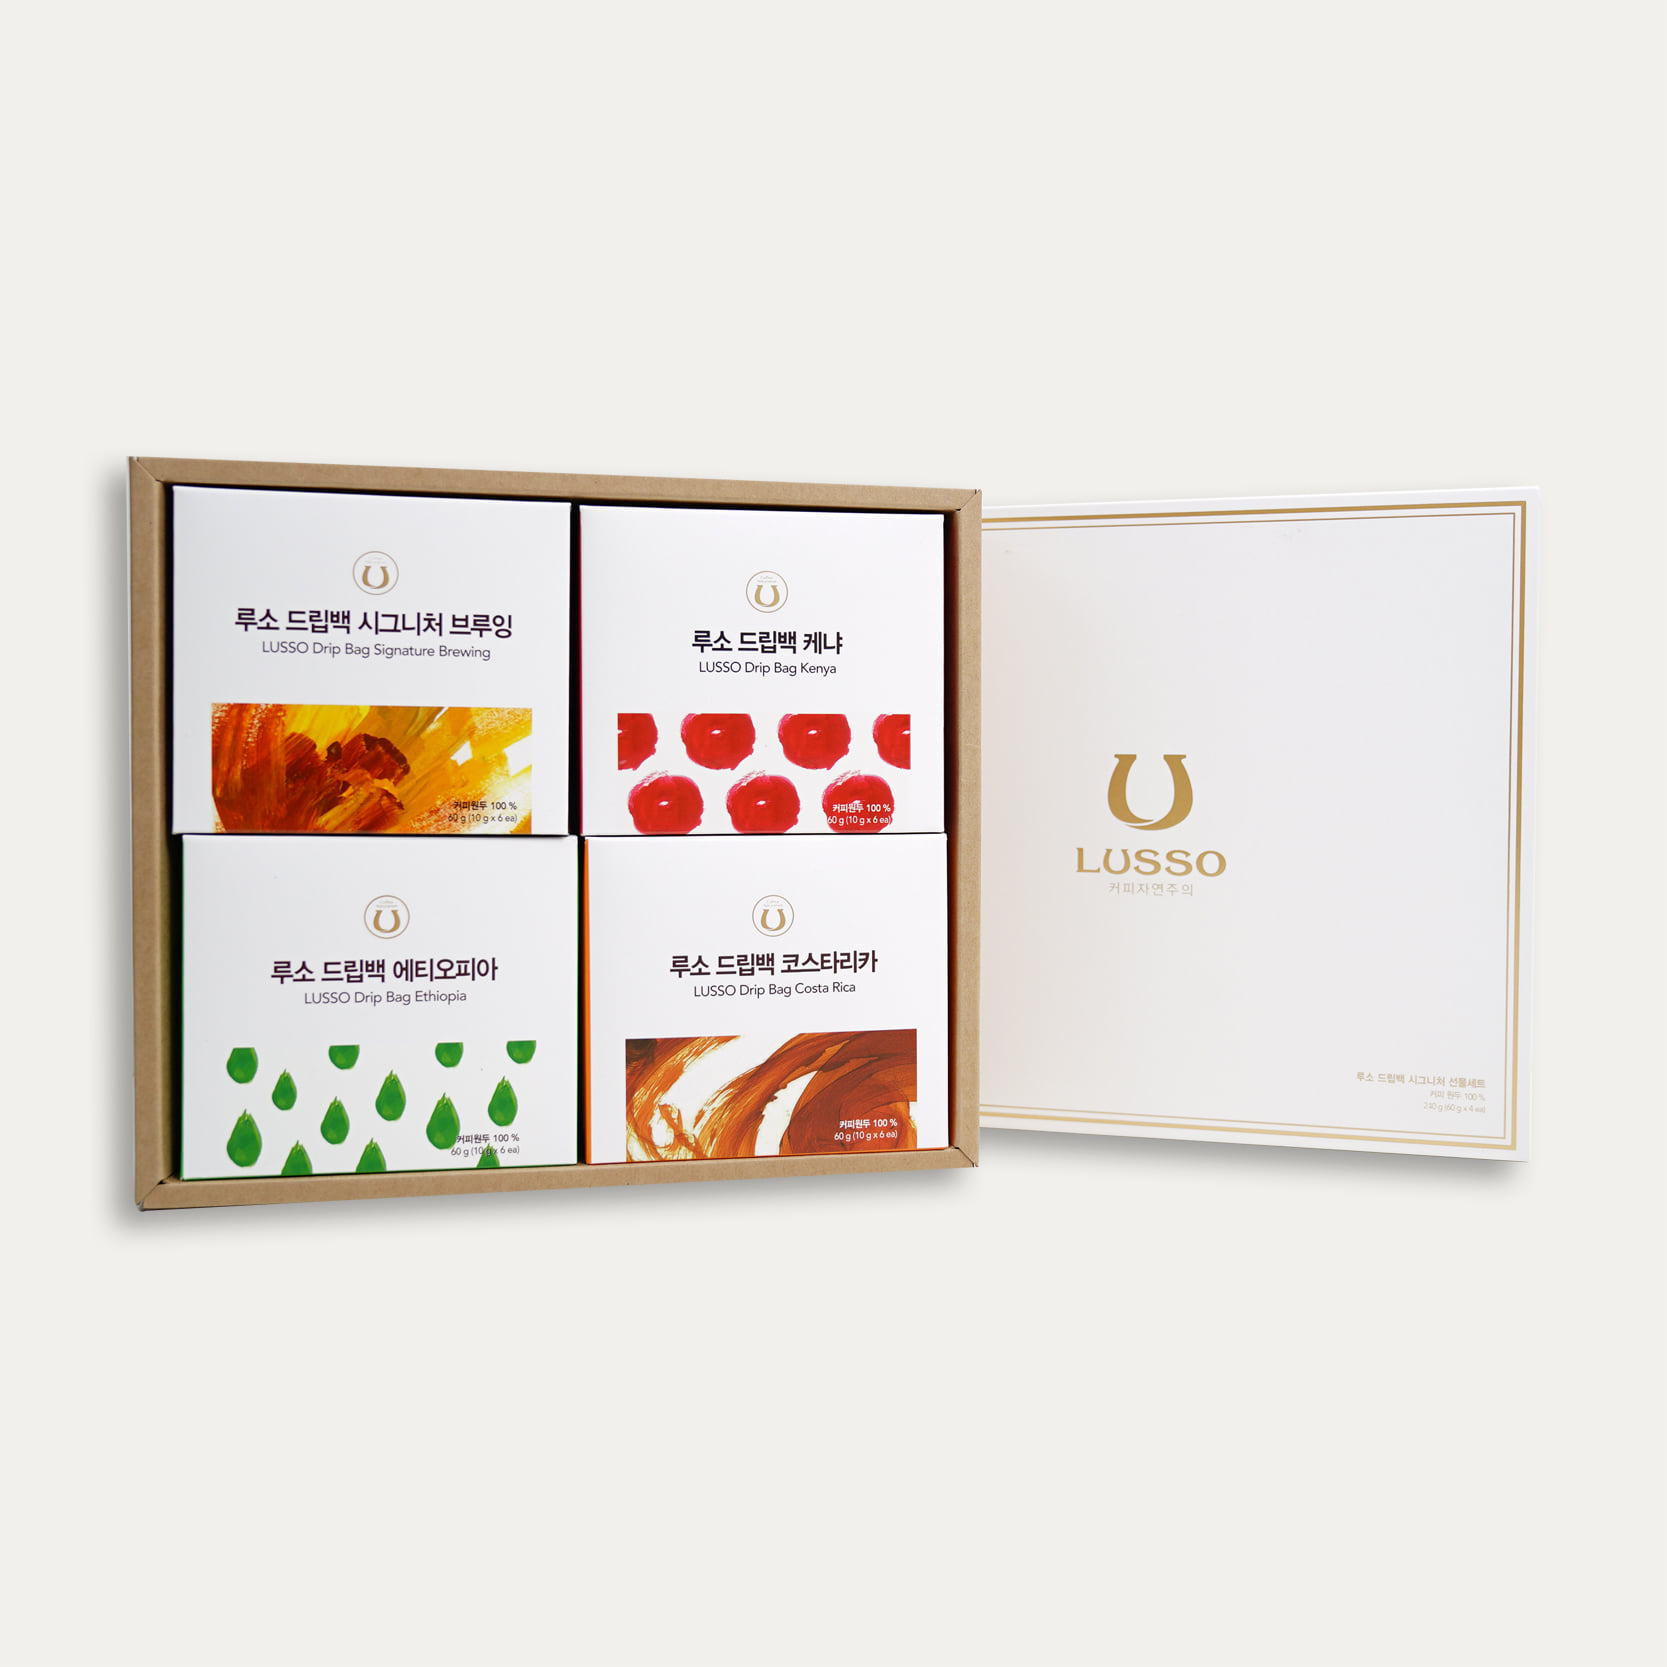 루소 드립백 시그니처 브루잉
LUSSO Drip Bag Signature Brewing
커피원두 100 %
60 g (10 g x 6 ea)
루소 드립백 케냐
LUSSO Drip Bag Kenya
커피원두 100 %
60 g (10 g x 6 ea)
루소 드립백 에티오피아
LUSSO Drip Bag Ethiopia
커피원두 100 %
60 g (10 g x 6 ea)
루소 드립백 코스타리카
LUSSO Drip Bag Costa Rica
커피원두 100 %
60 g (10 g x 6 ea)
LUSSO
커피자연주의
루소 드립백 시그니처 선물세트
커피 원두 100 %
240 g (60 g x 4 ea)